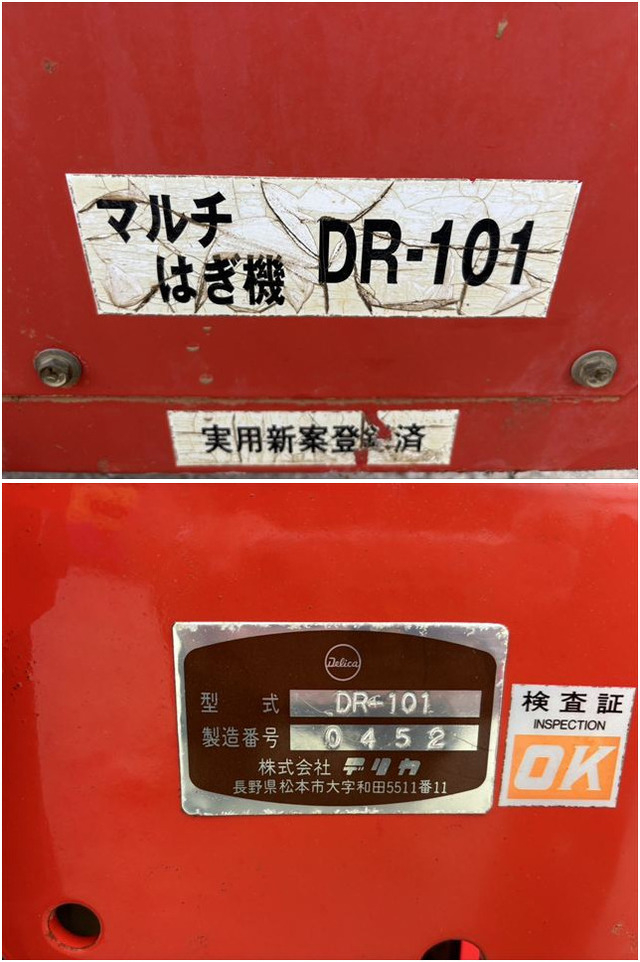 マルチ
はぎ機 DR-101
実用新案登録済
Delica
型式 DR-101
製造番号 0452
株式会社 デリカ
長野県松本市大字和田5511番11
検査証
INSPECTION
OK